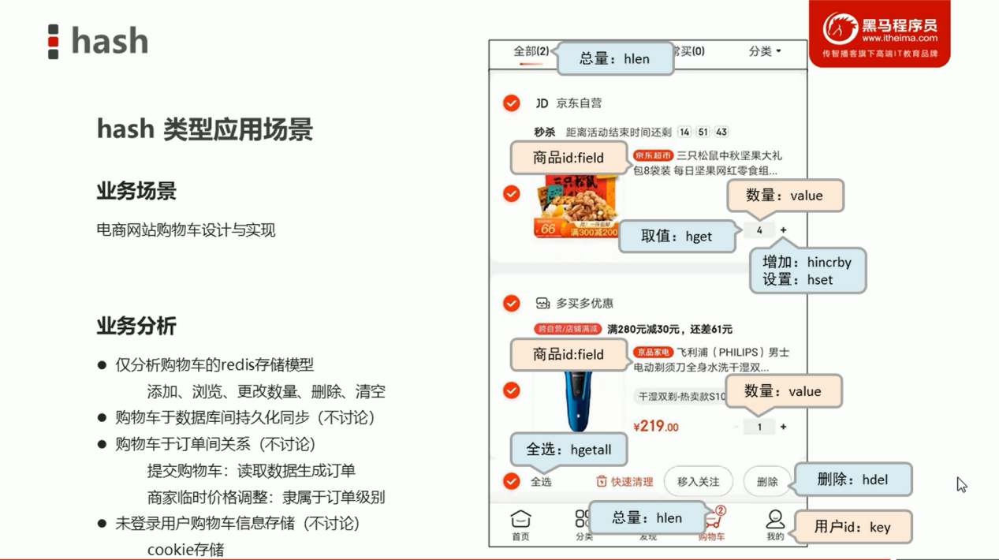 hash
黑马程序员
www.itheima.com
传智播客旗下高端IT教育品牌
hash 类型应用场景
业务场景
电商网站购物车设计与实现
业务分析
仅分析购物车的redis存储模型
添加、浏览、更改数量、删除、清空
购物车于数据库间持久化同步（不讨论）
购物车于订单间关系（不讨论）
提交购物车：读取数据生成订单
商家临时价格调整：隶属于订单级别
未登录用户购物车信息存储（不讨论）
cookie存储
全部(2)
总量：hlen
常买(0)
分类
JD 京东自营
秒杀 距离活动结束时间还剩 14 51 43
商品id:field
京东超市 三只松鼠中秋坚果大礼
包8袋装 每日坚果网红零食组...
数量：value
三只松鼠
66
满300减200
取值：hget
4 +
增加：hincrby
设置：hset
多买多优惠
跨自营/店铺满减 满280元减30元，还差61元
商品id:field
京品家电 飞利浦（PHILIPS）男士
电动剃须刀全身水洗干湿双...
干湿双剃-热卖款S10
数量：value
¥219.00
- 1 +
全选：hgetall
全选
快速清理
移入关注
删除
删除：hdel
总量：hlen
2
用户id：key
首页
分类
发现
购物车
我的